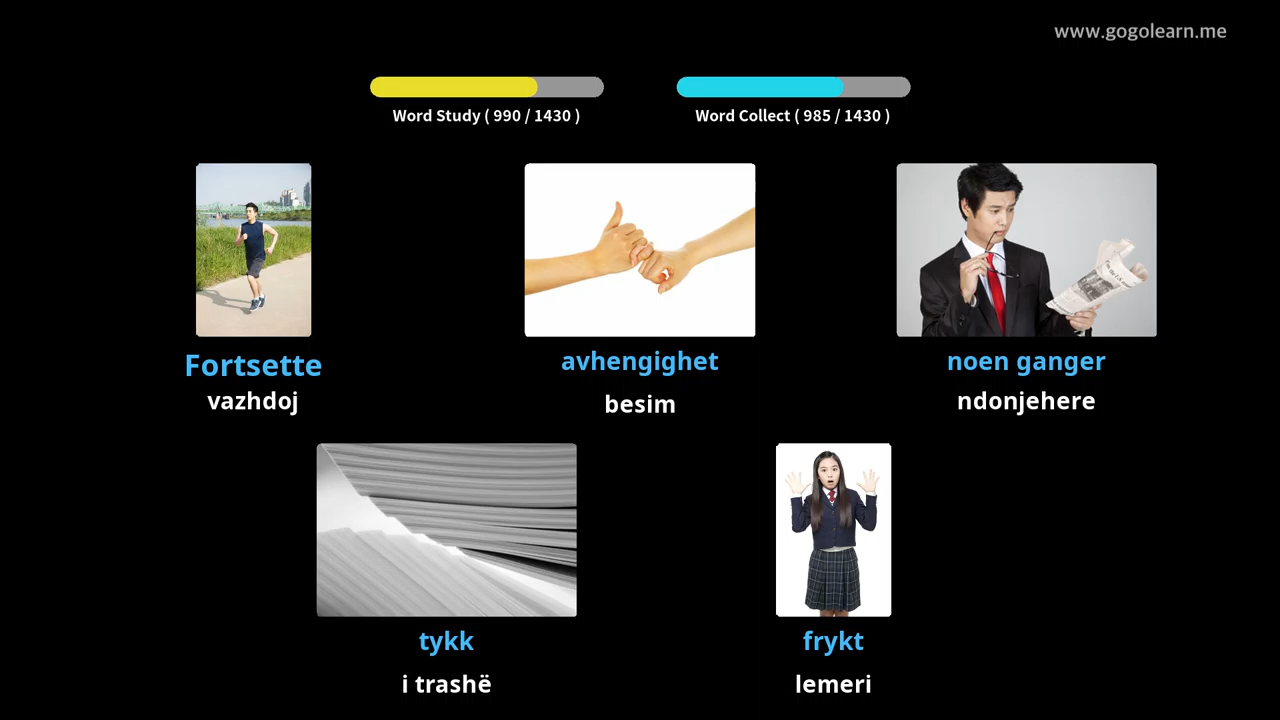 www.gogolearn.me
Word Study ( 990 / 1430 )
Word Collect ( 985 / 1430 )
Fortsette
vazhdoj
avhengighet
besim
noen ganger
ndonjehere
tykk
i trashë
frykt
lemeri